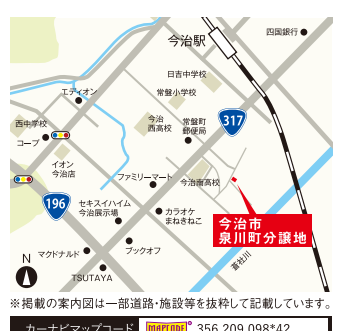 今治駅
四国銀行
日吉中学校
エディオン
常盤小学校
317
今治
西高校
常盤町
郵便局
西中学校
コープ
イオン
今治店
ファミリーマート
今治南高校
196
セキスイハイム
今治展示場
カラオケ
まねきねこ
今治市
泉川町分譲地
蒼社川
N
マクドナルド
ブックオフ
TSUTAYA
※掲載の案内図は一部道路・施設等を抜粋して記載しています。
カーナビマップコード MAPCODE® 356 209 098*42